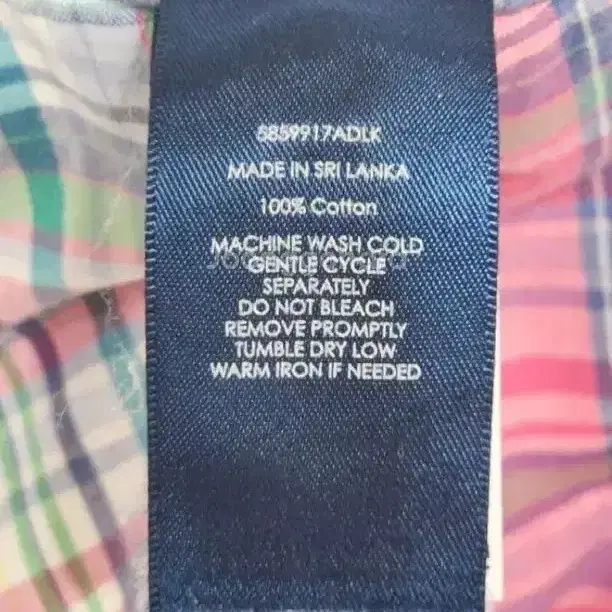 5859917ADLK
MADE IN SRI LANKA
100% Cotton
MACHINE WASH COLD
GENTLE CYCLE
SEPARATELY
DO NOT BLEACH
REMOVE PROMPTLY
TUMBLE DRY LOW
WARM IRON IF NEEDED